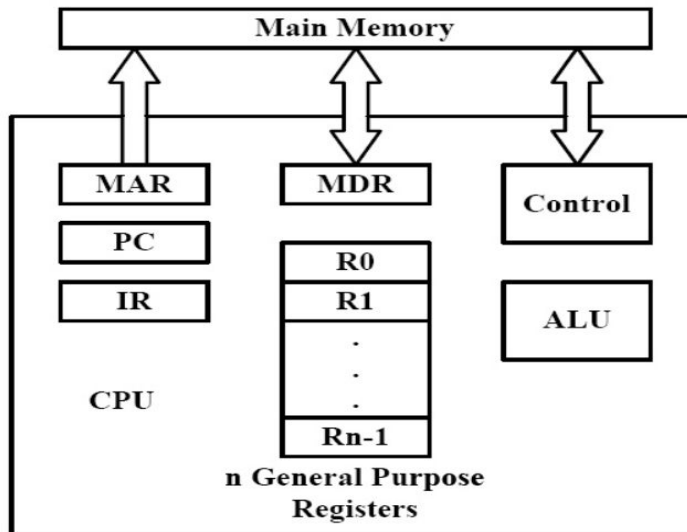 Main Memory
MAR
MDR
Control
PC
R0
IR
R1
ALU
.
.
.
CPU
Rn-1
n General Purpose
Registers